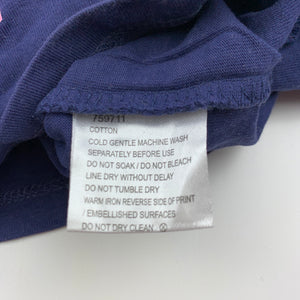 759711
COTTON
COLD GENTLE MACHINE WASH
SEPARATELY BEFORE USE
DO NOT SOAK / DO NOT BLEACH
LINE DRY WITHOUT DELAY
DO NOT TUMBLE DRY
WARM IRON REVERSE SIDE OF PRINT
/ EMBELLISHED SURFACES
DO NOT DRY CLEAN